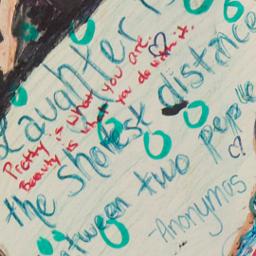 Laughter is
Pretty is what you are.
Beauty is what you do with it.
the shortest distance
between two people
-Anonymos